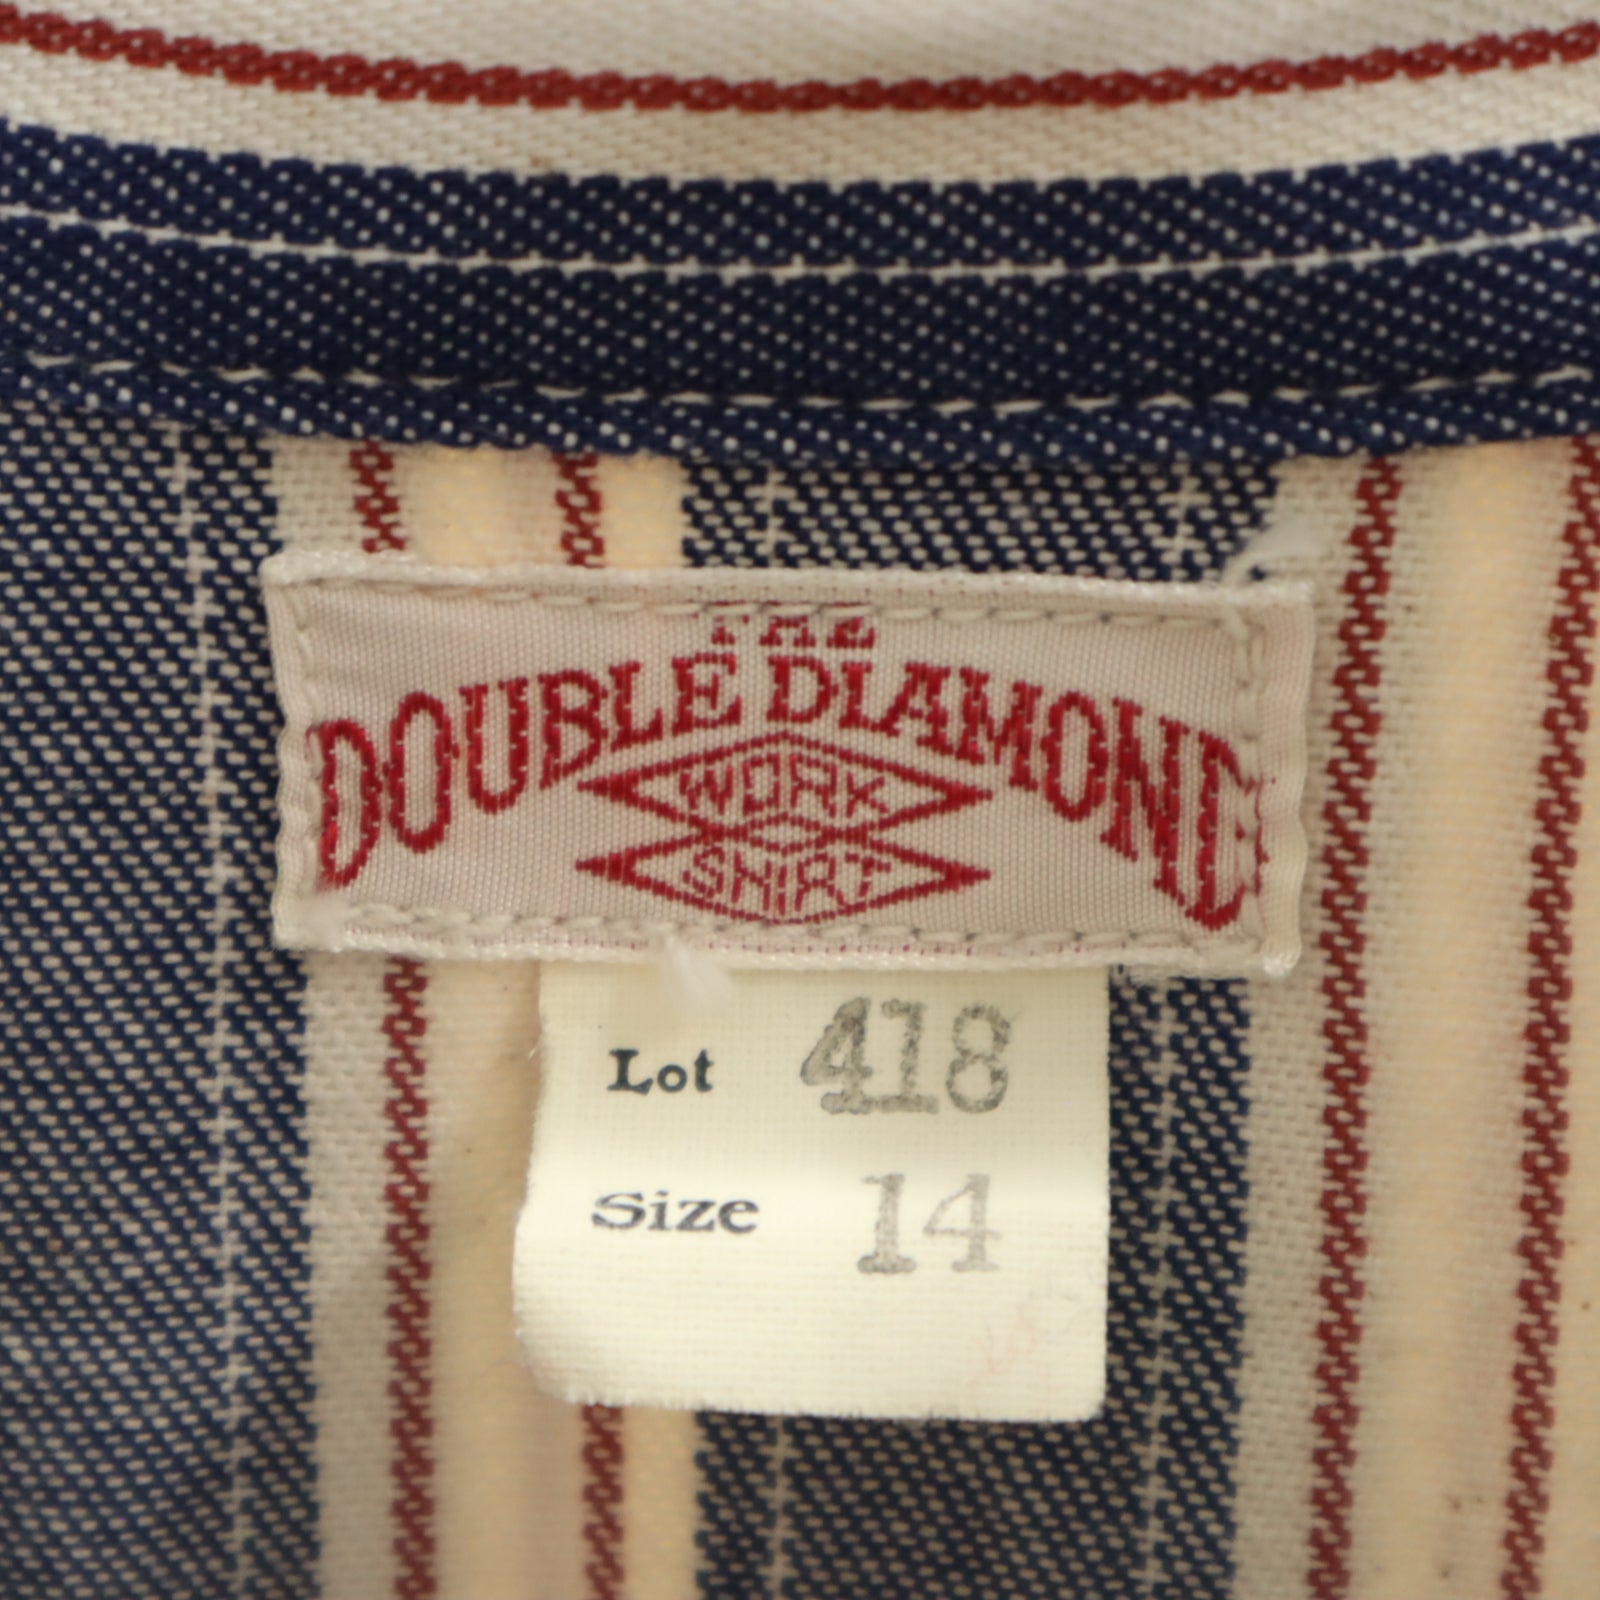 THE
DOUBLE DIAMOND
WORK
SHIRT
Lot 418
Size 14